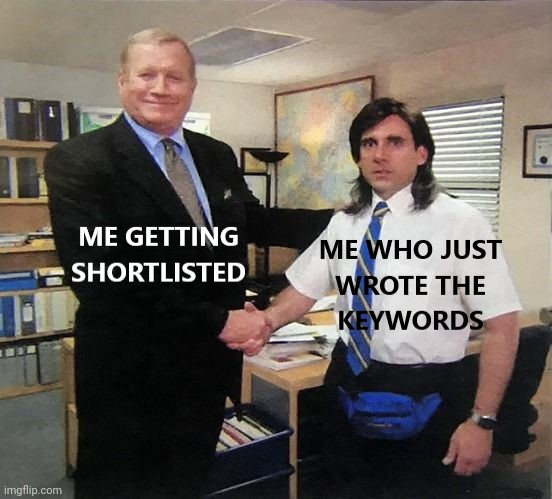 ME GETTING
SHORTLISTED
ME WHO JUST
WROTE THE
KEYWORDS
imgflip.com